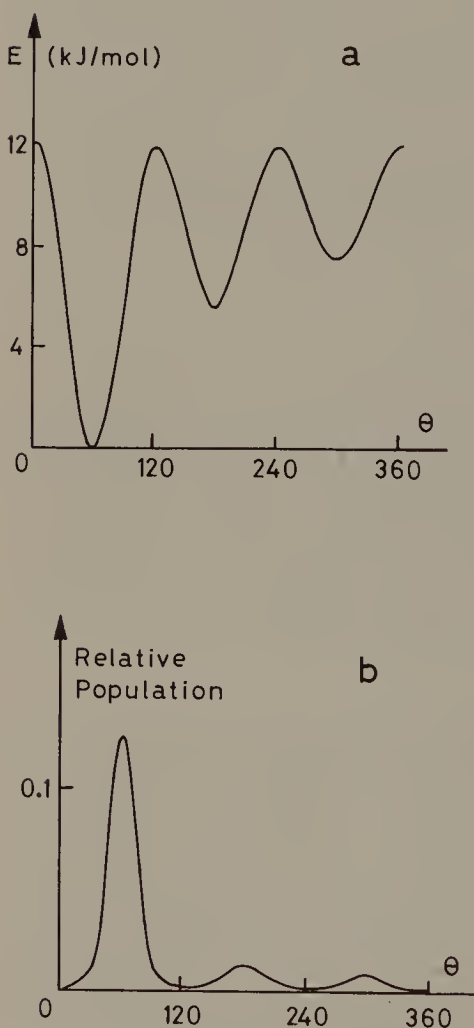 E (kJ/mol)
a
12
8
4
0
120
240
360
θ
Relative
Population
b
0.1
0
120
240
360
θ